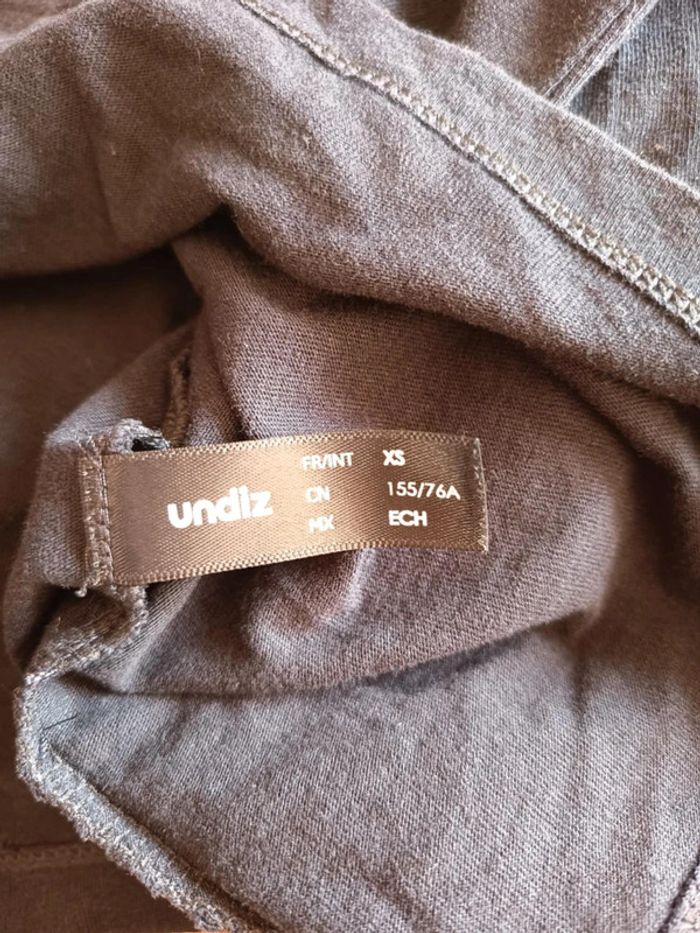 undiz
FR/INT XS
CN 155/76A
MX ECH